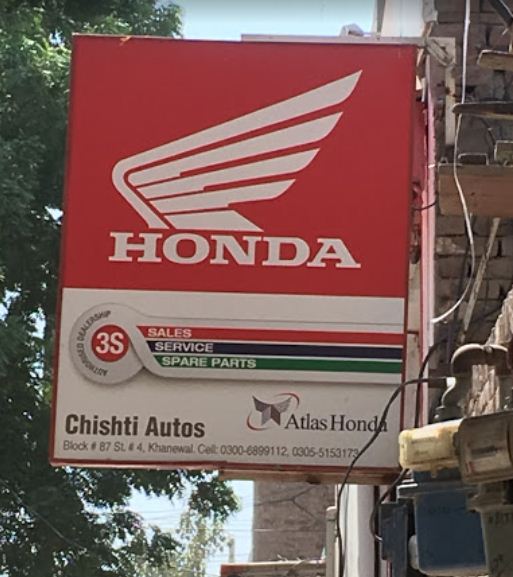 HONDA
AUTHORISED DEALERSHIP
3S
SALES
SERVICE
SPARE PARTS
Chishti Autos
Atlas Honda
Block # 87 St. # 4, Khanewal. Cell: 0300-6899112, 0305-5153173